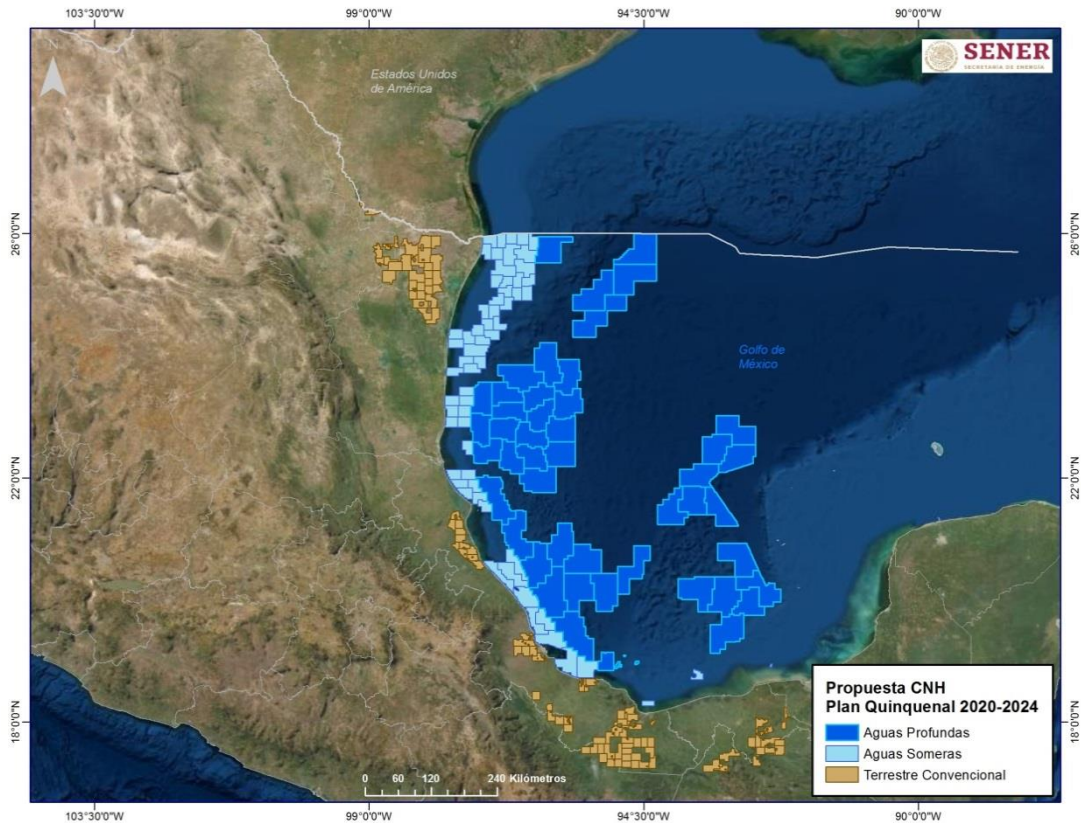 103°30'0"W 99°0'0"W 94°30'0"W 90°0'0"W
N
SENER
SECRETARÍA DE ENERGÍA
Estados Unidos
de América
26°0'0"N 26°0'0"N
Golfo de
México
22°0'0"N 22°0'0"N
18°0'0"N 18°0'0"N
Propuesta CNH
Plan Quinquenal 2020-2024
Aguas Profundas
Aguas Someras
Terrestre Convencional
0 60 120 240 Kilómetros
103°30'0"W 99°0'0"W 94°30'0"W 90°0'0"W